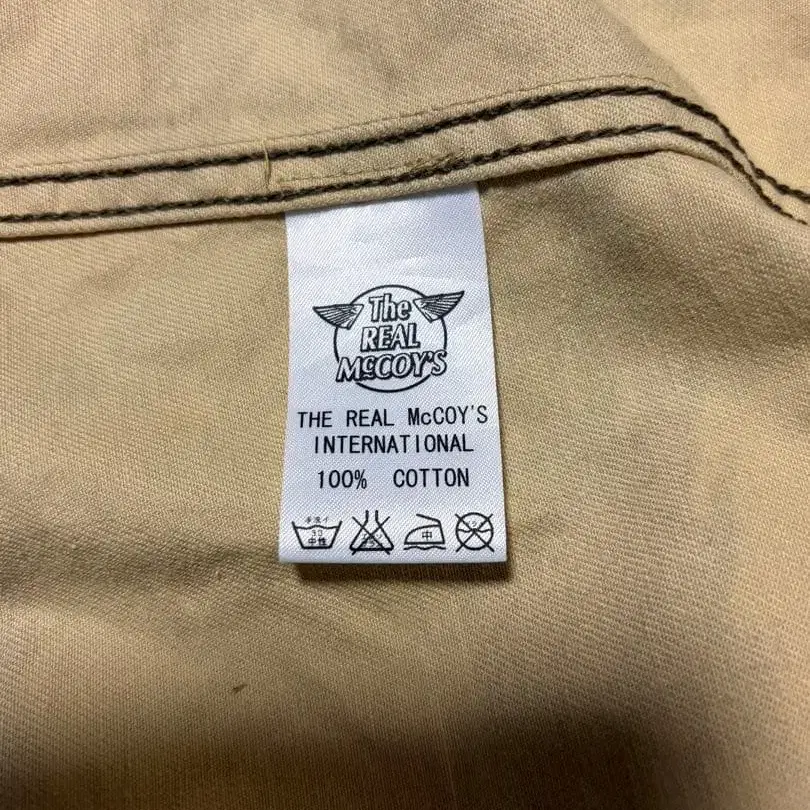 The
REAL
McCOY'S
THE REAL McCOY'S
INTERNATIONAL
100% COTTON
手洗イ
30
中性
中